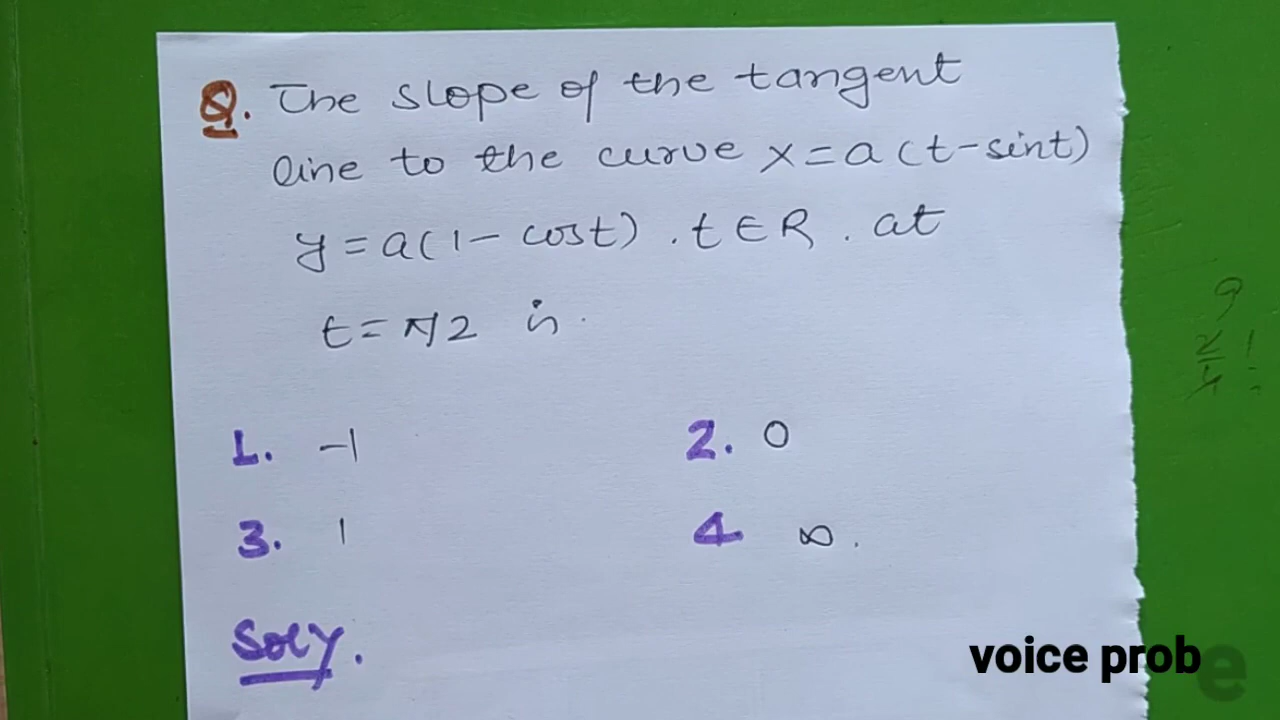 Q. The slope of the tangent
line to the curve x=a(t-sint)
y=a(1-cost).t∈R. at
t=π/2 is.
1. -1
2. 0
3. 1
4 ∞.
Soly.
voice prob